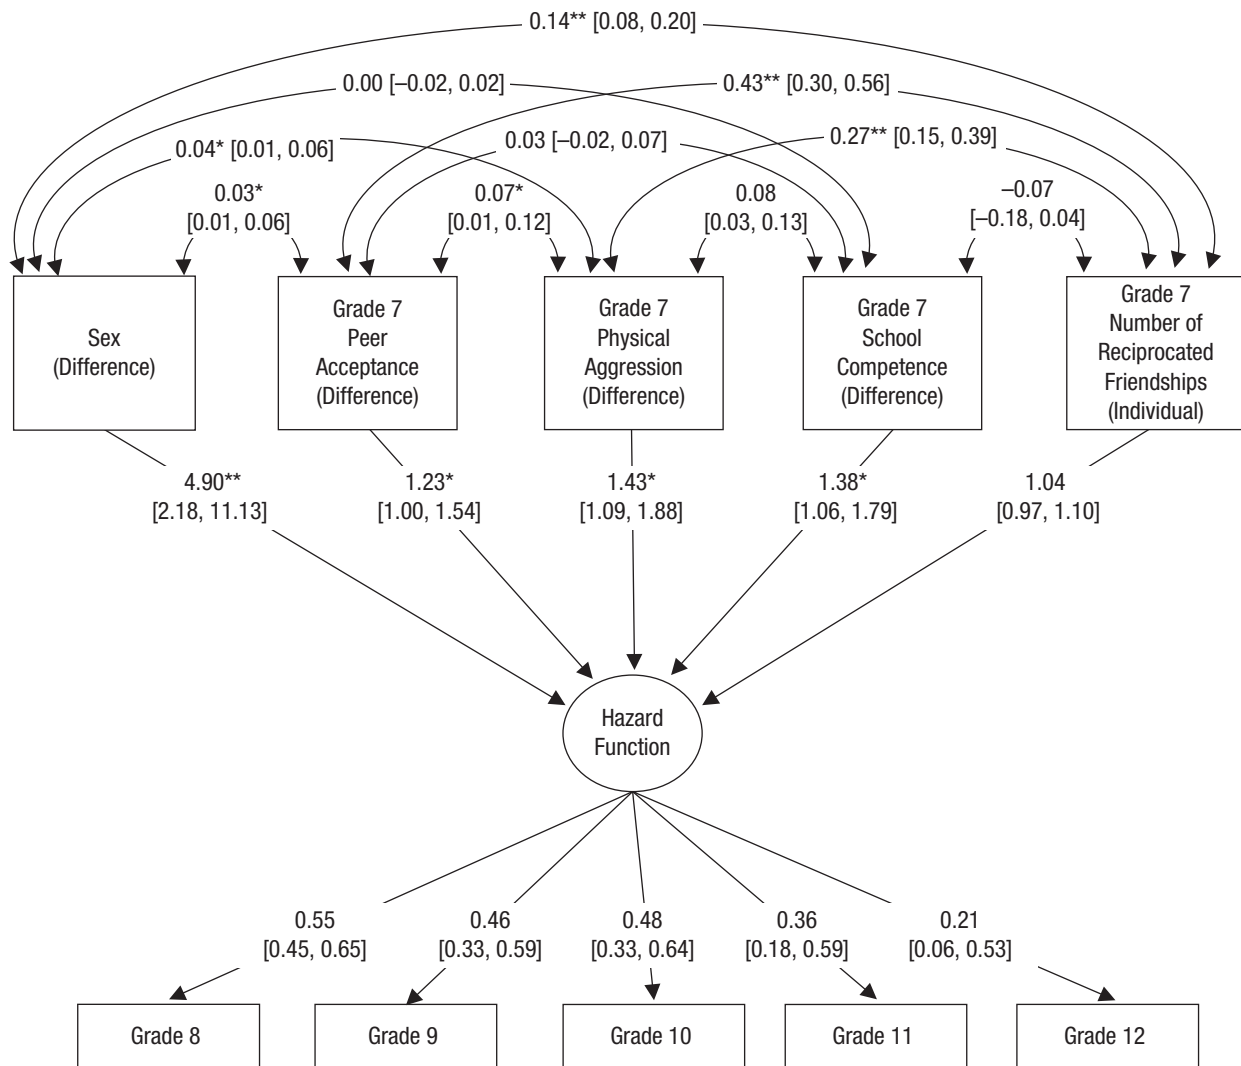 0.14** [0.08, 0.20]
0.00 [–0.02, 0.02]
0.43** [0.30, 0.56]
0.04* [0.01, 0.06]
0.03 [–0.02, 0.07]
0.27** [0.15, 0.39]
0.03*
[0.01, 0.06]
0.07*
[0.01, 0.12]
0.08
[0.03, 0.13]
–0.07
[–0.18, 0.04]
Sex
(Difference)
Grade 7
Peer
Acceptance
(Difference)
Grade 7
Physical
Aggression
(Difference)
Grade 7
School
Competence
(Difference)
Grade 7
Number of
Reciprocated
Friendships
(Individual)
4.90**
[2.18, 11.13]
1.23*
[1.00, 1.54]
1.43*
[1.09, 1.88]
1.38*
[1.06, 1.79]
1.04
[0.97, 1.10]
Hazard
Function
0.55
[0.45, 0.65]
0.46
[0.33, 0.59]
0.48
[0.33, 0.64]
0.36
[0.18, 0.59]
0.21
[0.06, 0.53]
Grade 8
Grade 9
Grade 10
Grade 11
Grade 12